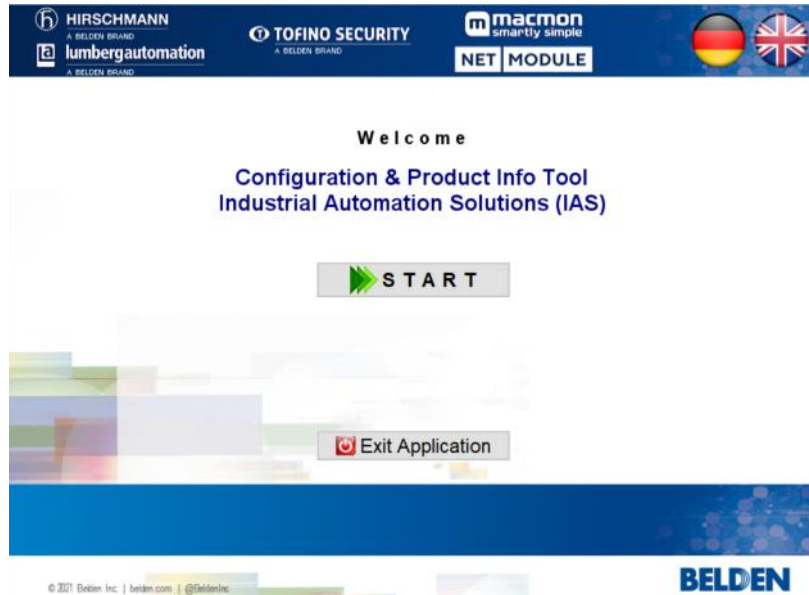 HIRSCHMANN
A BELDEN BRAND
lumbergautomation
A BELDEN BRAND
TOFINO SECURITY
A BELDEN BRAND
macmon
smartly simple
NET MODULE
Welcome
Configuration & Product Info Tool
Industrial Automation Solutions (IAS)
START
Exit Application
© 2021 Belden Inc. | belden.com | @BeldenInc
BELDEN